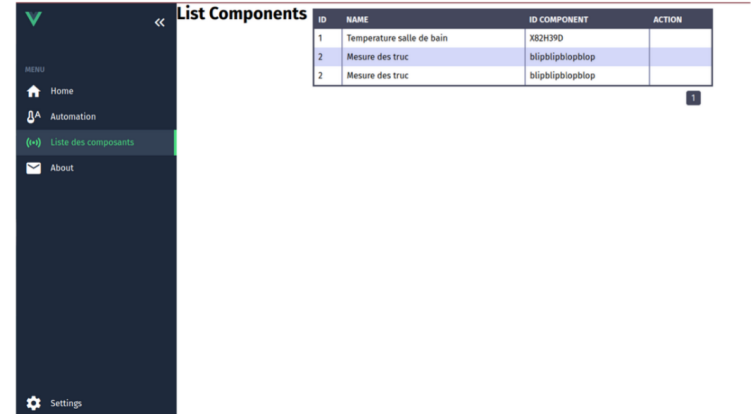 List Components
MENU
Home
Automation
Liste des composants
About
Settings
ID NAME ID COMPONENT ACTION
1 Temperature salle de bain X82H39D
2 Mesure des truc blipblipblopblop
2 Mesure des truc blipblipblopblop
1